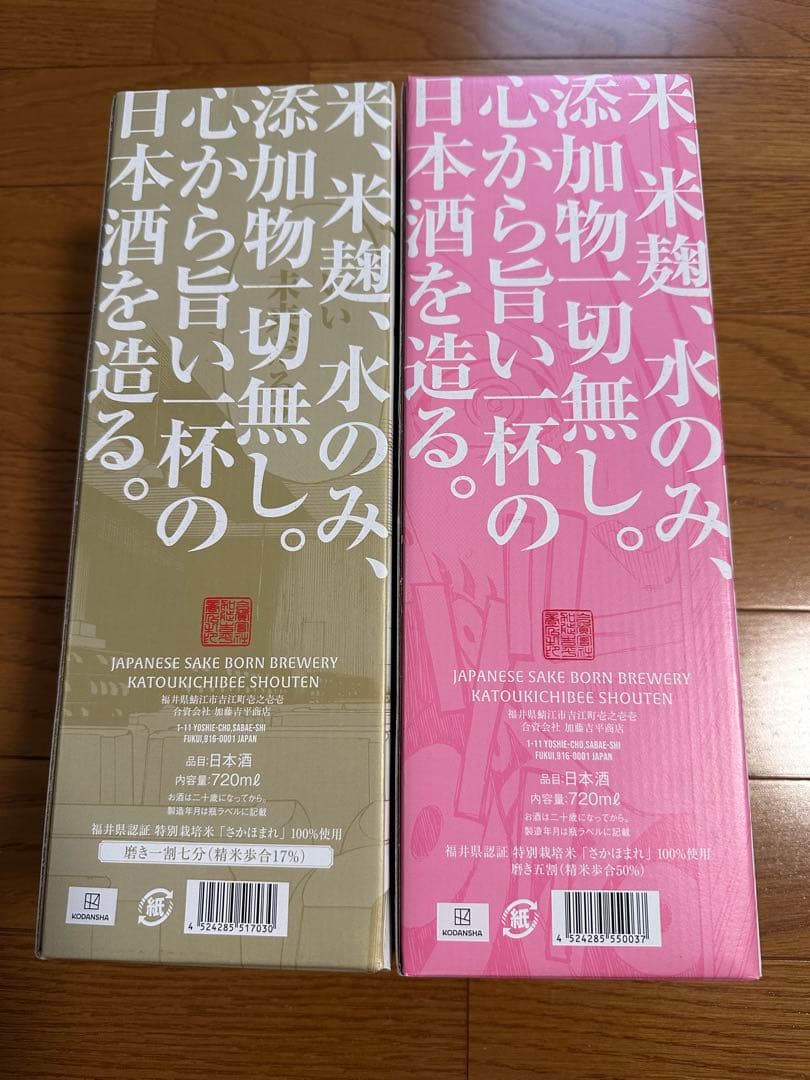 米、米麹、水のみ、
添加物一切無し。
心から旨い一杯の
日本酒を造る。
JAPANESE SAKE BORN BREWERY
KATOUKICHIBEE SHOUTEN
福井県鯖江市吉江町壱之壱壱
合資会社 加藤吉平商店
1-11 YOSHIE-CHO,SABAE-SHI
FUKUI,916-0001 JAPAN
品目:日本酒
内容量:720mℓ
お酒は二十歳になってから。
製造年月は瓶ラベルに記載
福井県認証 特別栽培米「さかほまれ」100%使用
磨き一割七分(精米歩合17%)
KODANSHA
紙
4 524285 517030
米、米麹、水のみ、
添加物一切無し。
心から旨い一杯の
日本酒を造る。
JAPANESE SAKE BORN BREWERY
KATOUKICHIBEE SHOUTEN
福井県鯖江市吉江町壱之壱壱
合資会社 加藤吉平商店
1-11 YOSHIE-CHO,SABAE-SHI
FUKUI,916-0001 JAPAN
品目:日本酒
内容量:720mℓ
お酒は二十歳になってから。
製造年月は瓶ラベルに記載
福井県認証 特別栽培米「さかほまれ」100%使用
磨き五割(精米歩合50%)
KODANSHA
紙
4 524285 550037